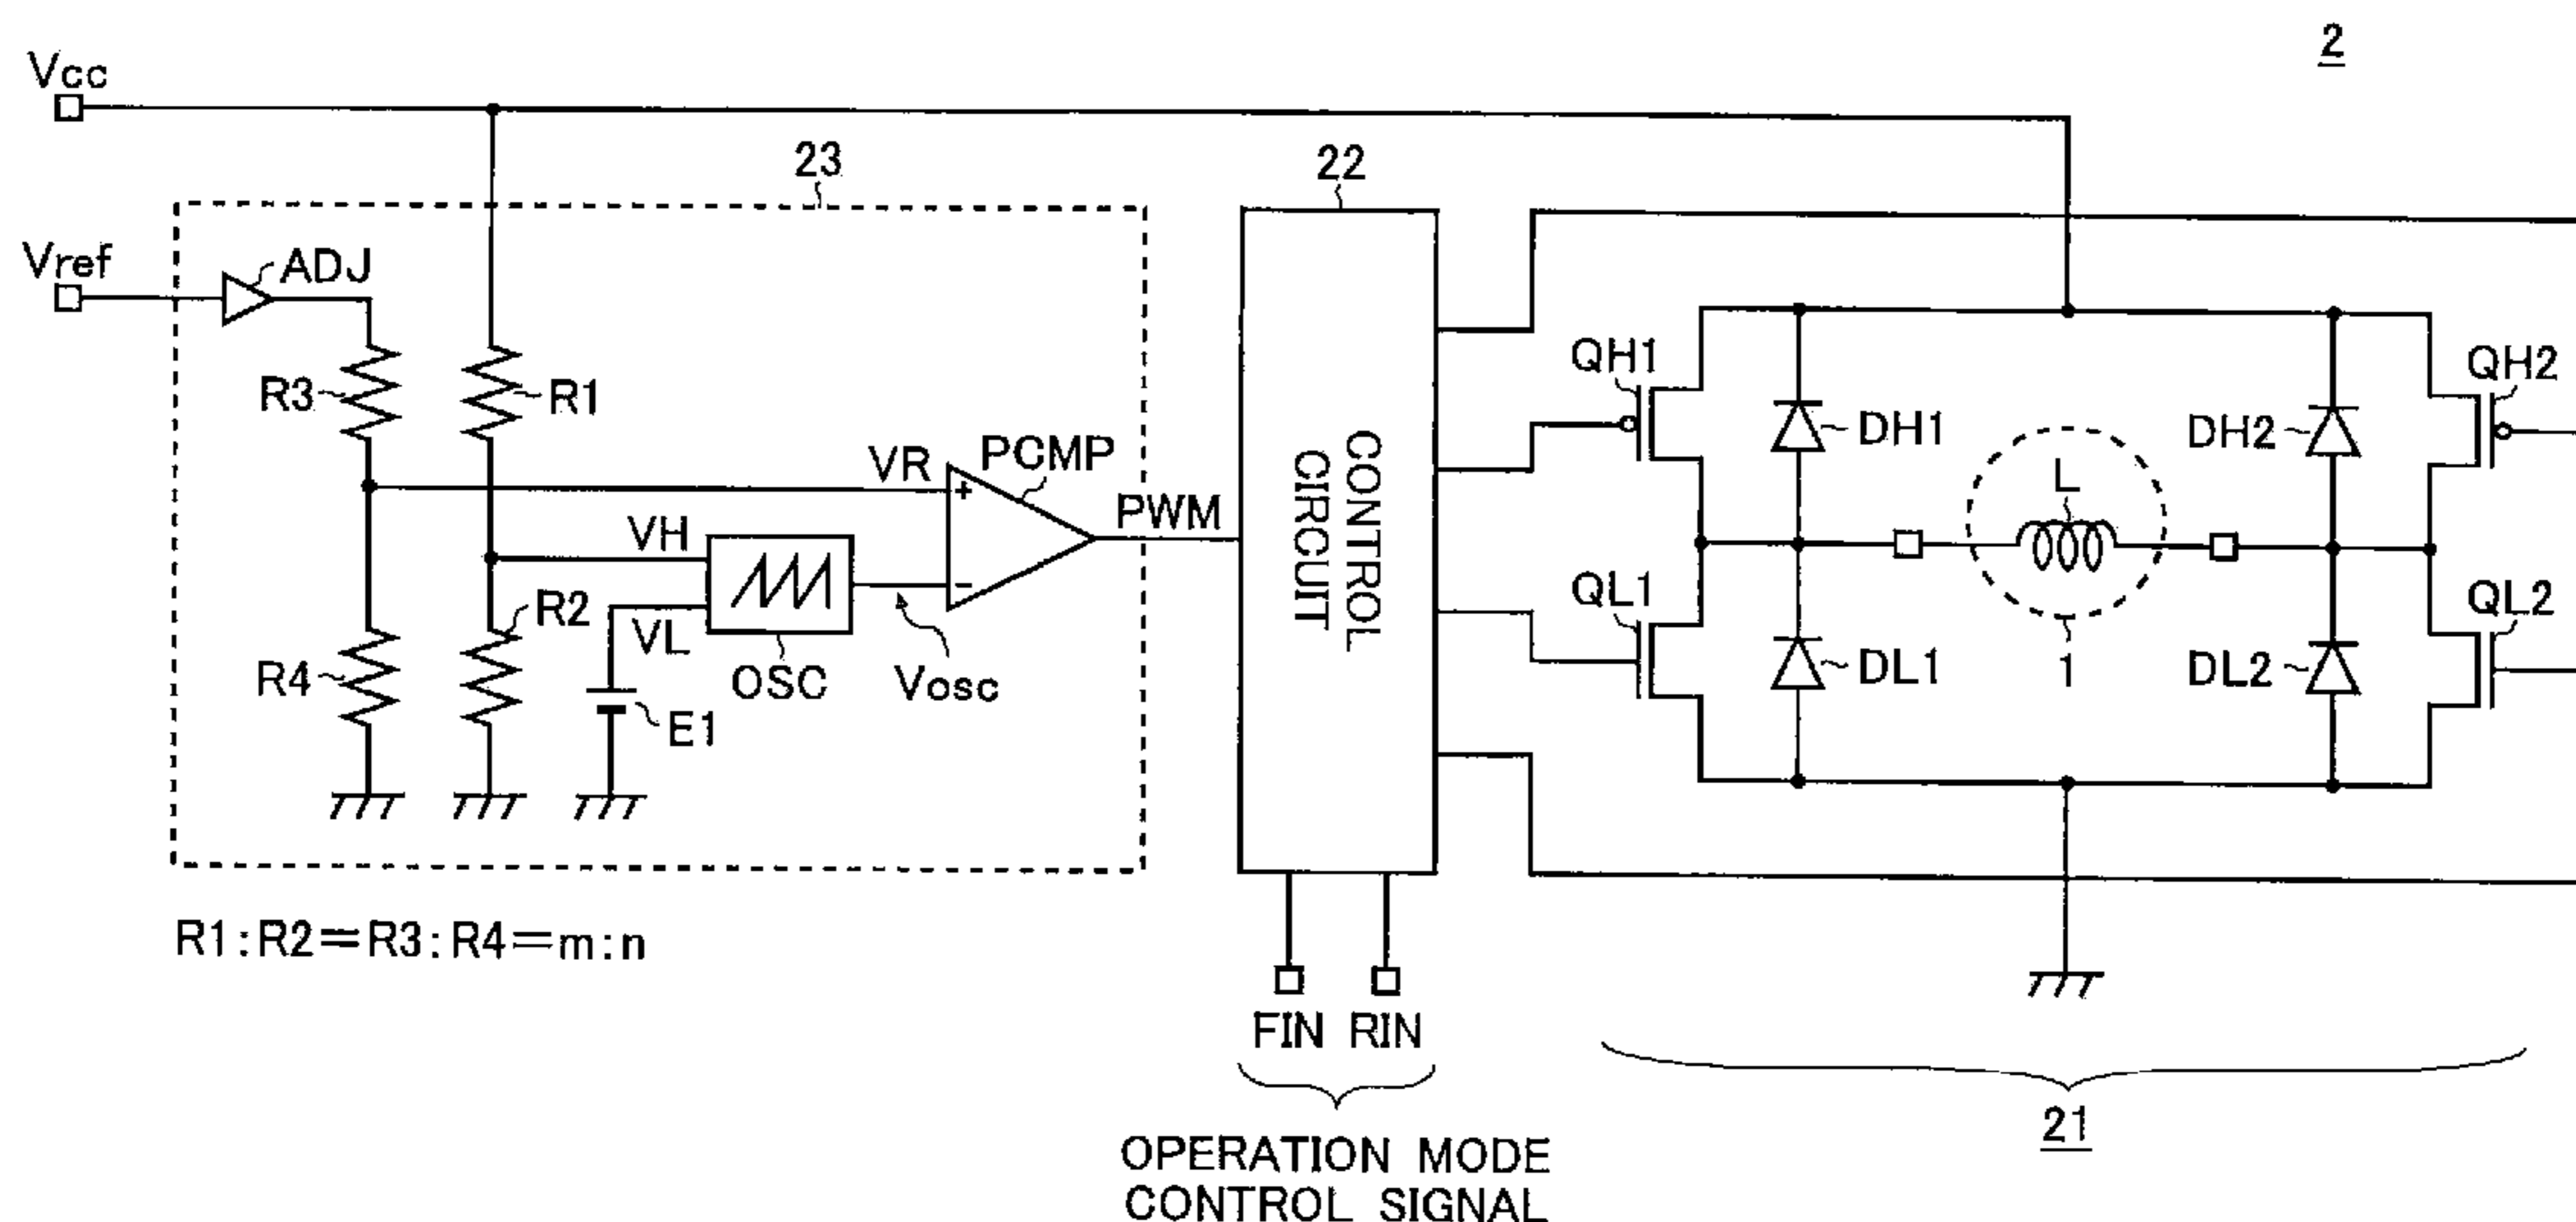 2
Vcc
23
22
Vref
ADJ
QH1
QH2
R3
R1
DH1
DH2
VR
PCMP
L
PWM
VH
CONTROL
CIRCUIT
QL1
QL2
R2
VL
R4
OSC
Vosc
DL1
1
DL2
E1
R1:R2=R3:R4=m:n
FIN RIN
21
OPERATION MODE
CONTROL SIGNAL